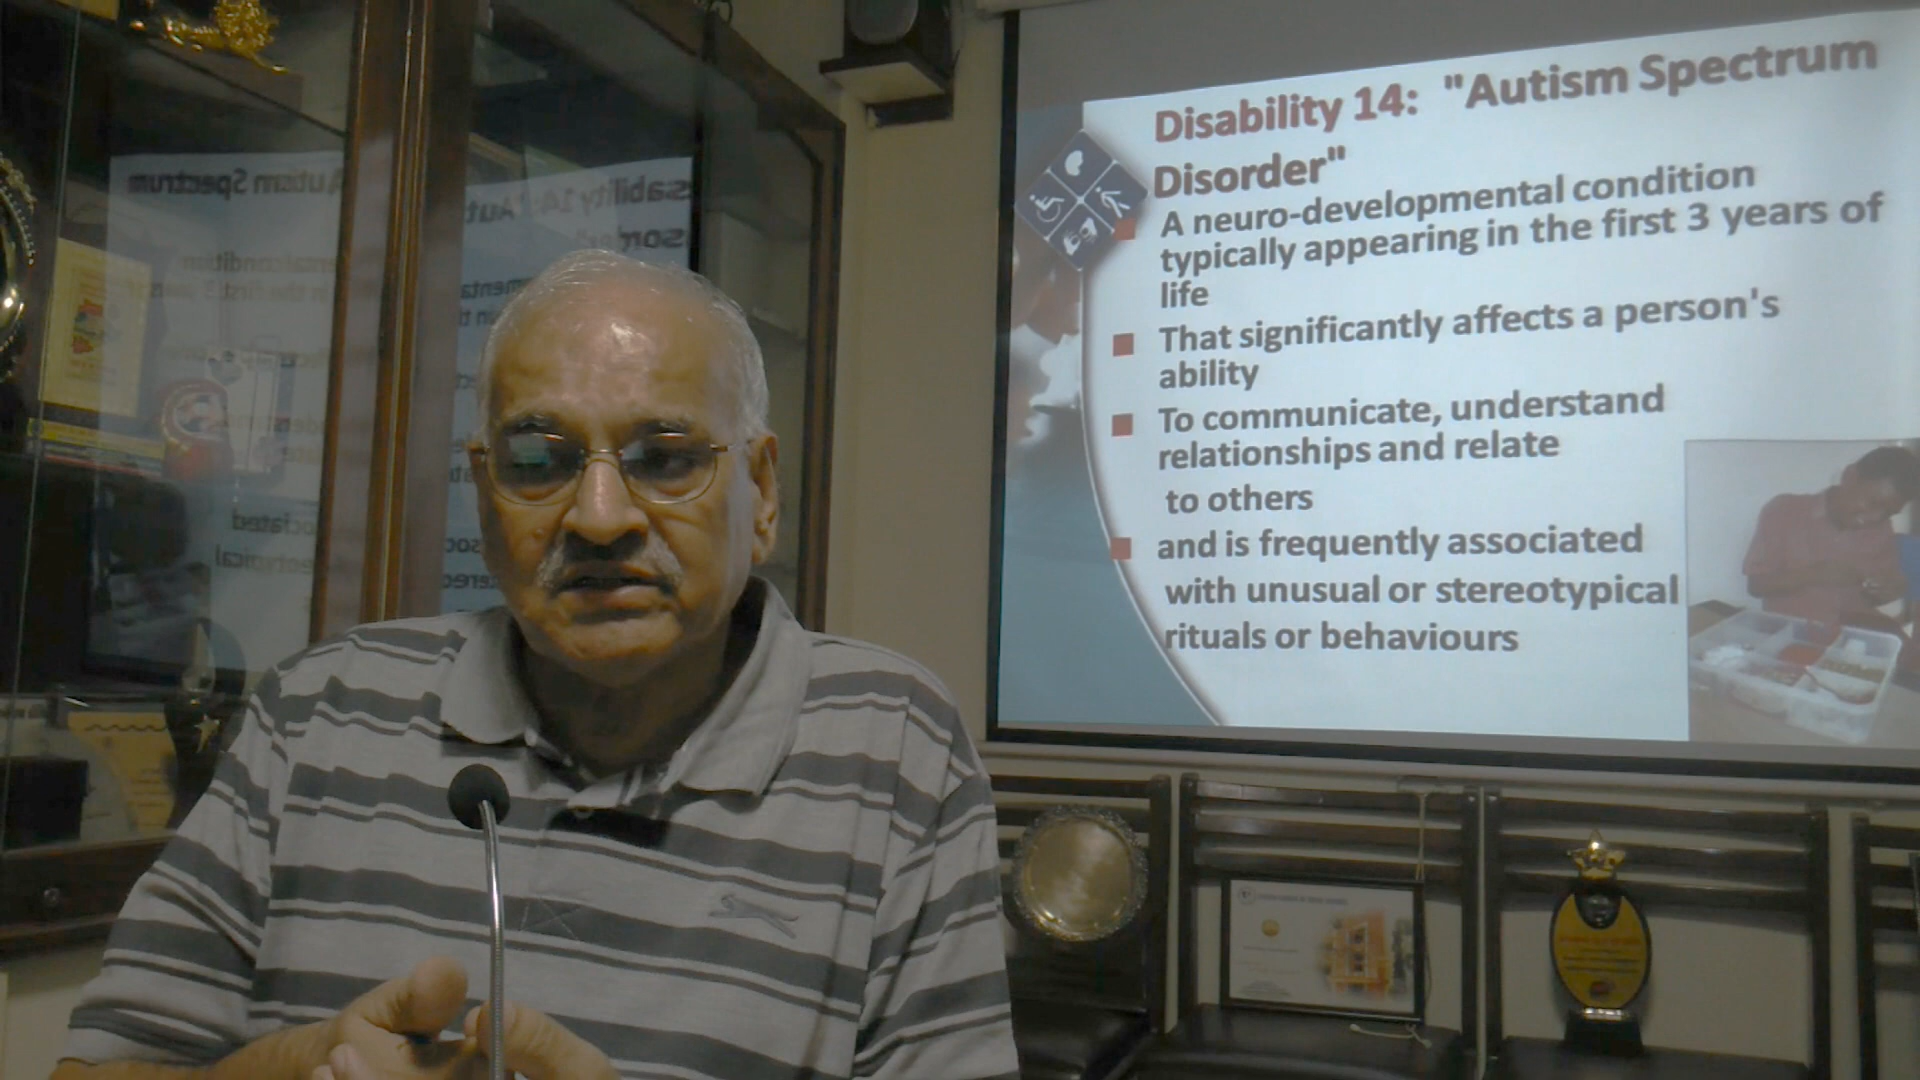 Disability 14: "Autism Spectrum
Disorder"
A neuro-developmental condition
typically appearing in the first 3 years of
life
That significantly affects a person's
ability
To communicate, understand
relationships and relate
to others
and is frequently associated
with unusual or stereotypical
rituals or behaviours